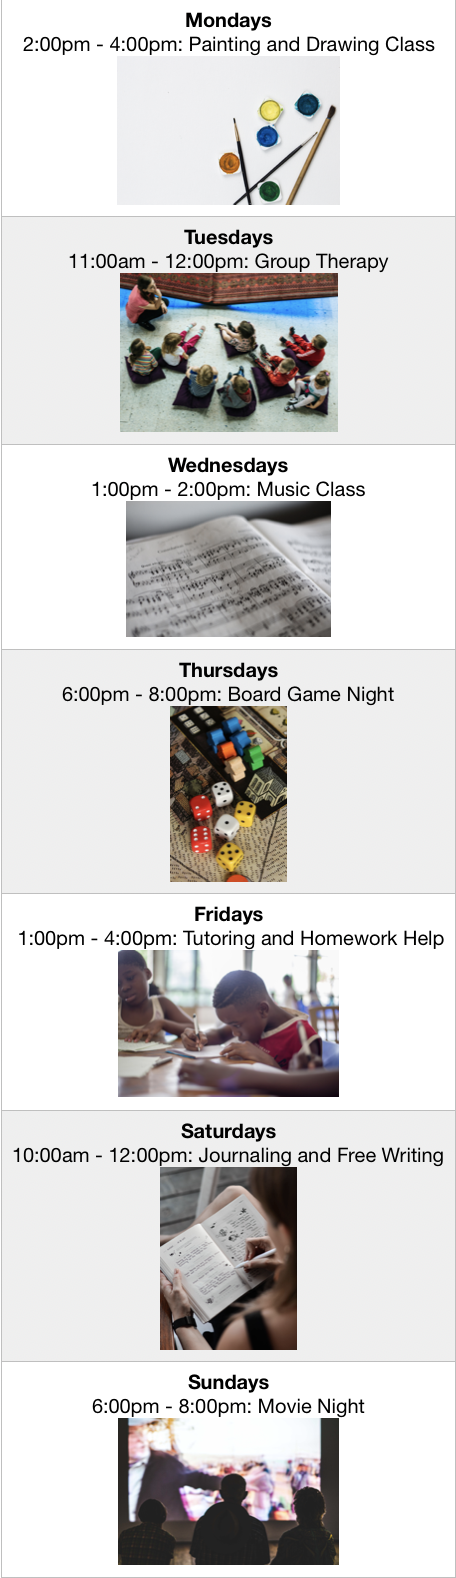 Mondays
2:00pm - 4:00pm: Painting and Drawing Class
Tuesdays
11:00am - 12:00pm: Group Therapy
Wednesdays
1:00pm - 2:00pm: Music Class
Thursdays
6:00pm - 8:00pm: Board Game Night
Fridays
1:00pm - 4:00pm: Tutoring and Homework Help
Saturdays
10:00am - 12:00pm: Journaling and Free Writing
Sundays
6:00pm - 8:00pm: Movie Night